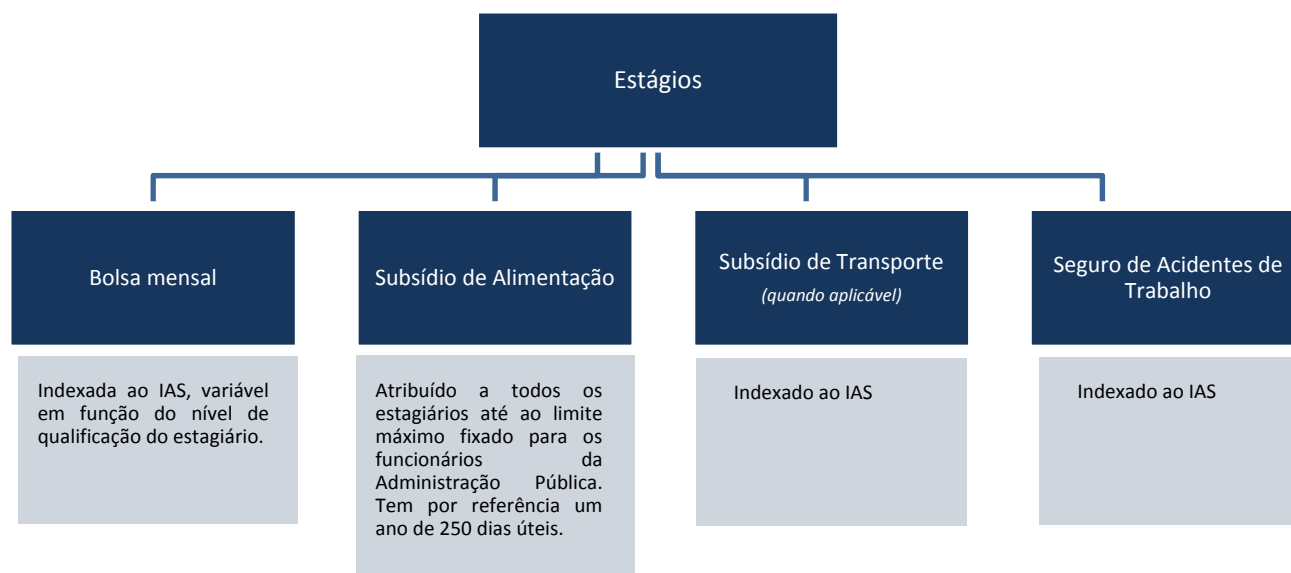 Estágios
Bolsa mensal
Indexada ao IAS, variável
em função do nível de
qualificação do estagiário.
Subsídio de Alimentação
Atribuído a todos os
estagiários até ao limite
máximo fixado para os
funcionários da
Administração Pública.
Tem por referência um
ano de 250 dias úteis.
Subsídio de Transporte
(quando aplicável)
Indexado ao IAS
Seguro de Acidentes de
Trabalho
Indexado ao IAS